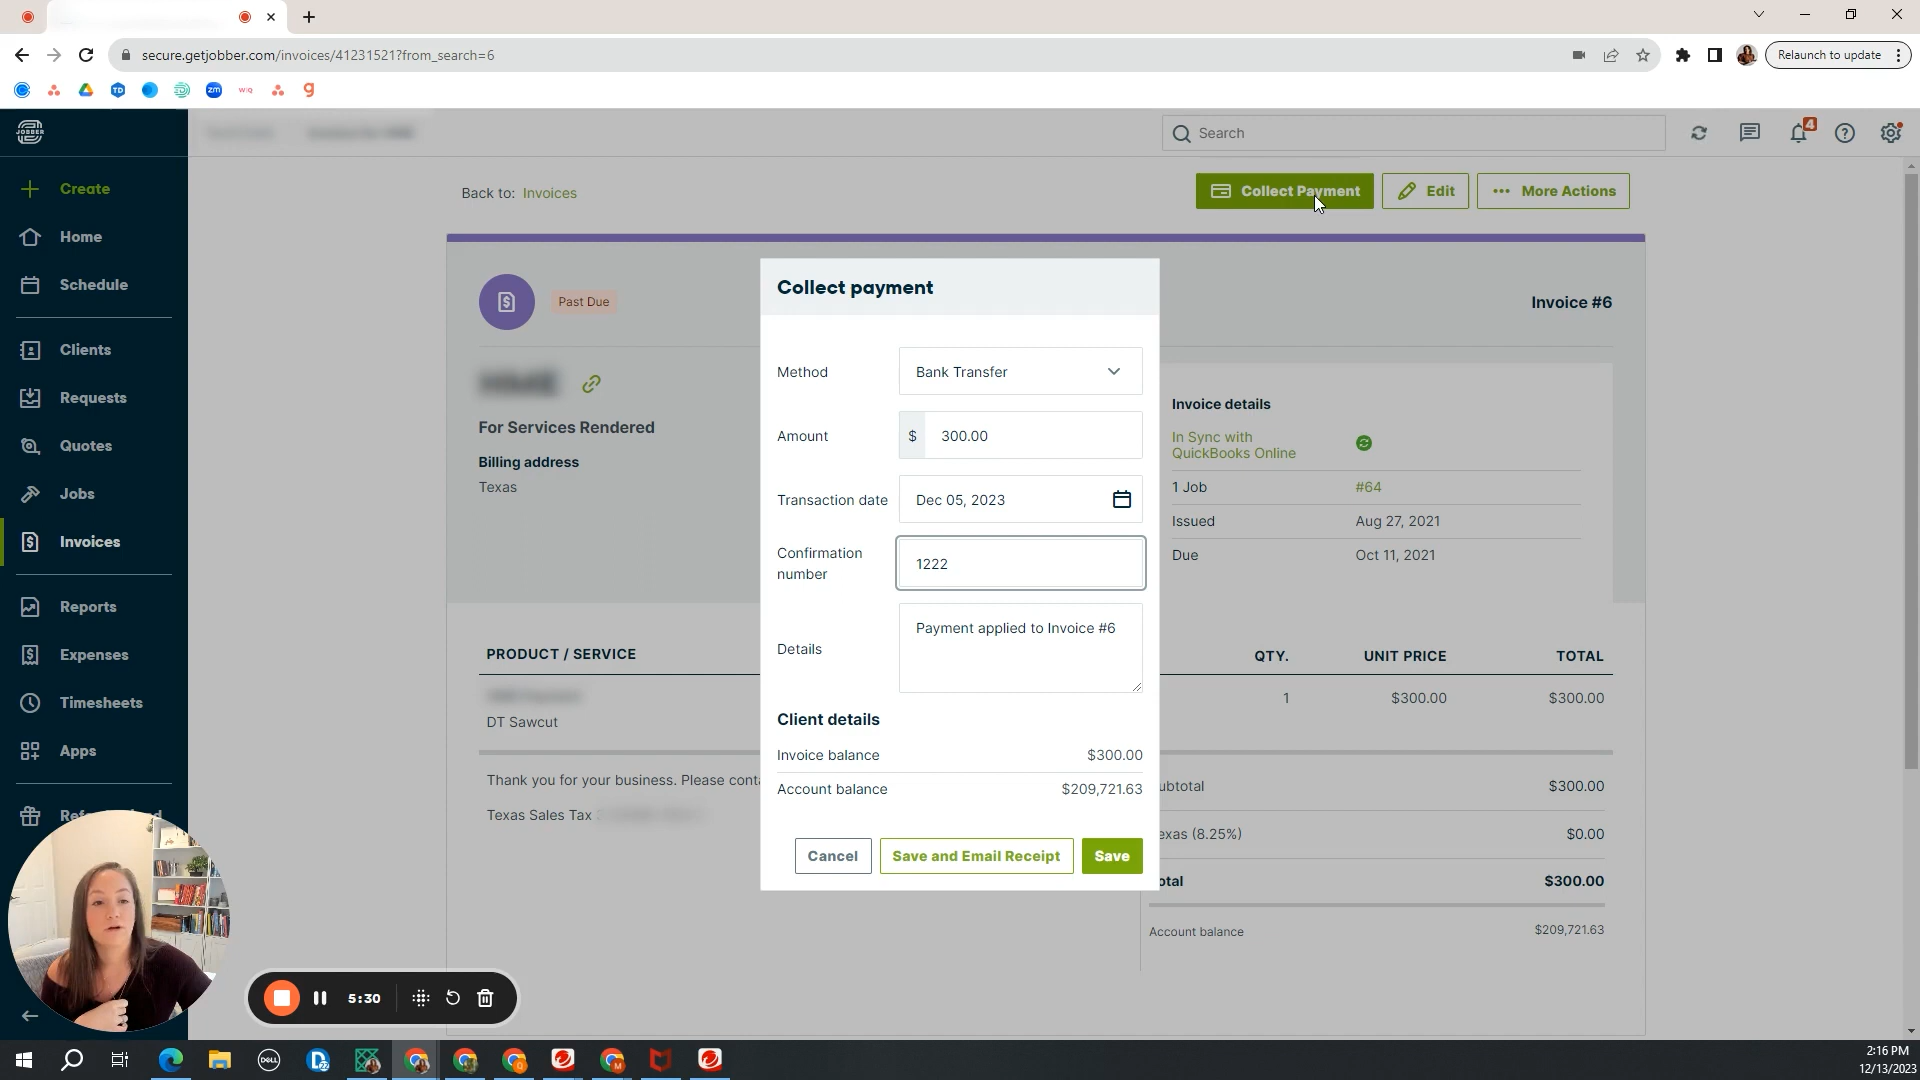 secure.getjobber.com/invoices/41231521?from_search=6
Relaunch to update
TD
zm
WIQ
JOBBER
Search
4
Create
Home
Schedule
Clients
Requests
Quotes
Jobs
Invoices
Reports
Expenses
Timesheets
Apps
Back to: Invoices
Collect Payment
Edit
More Actions
Past Due
Invoice #6
For Services Rendered
Billing address
Texas
Invoice details
In Sync with
QuickBooks Online
1 Job #64
Issued Aug 27, 2021
Due Oct 11, 2021
PRODUCT / SERVICE QTY. UNIT PRICE TOTAL
1 $300.00 $300.00
DT Sawcut
Thank you for your business. Please conta
Texas Sales Tax
ubtotal $300.00
exas (8.25%) $0.00
otal $300.00
Account balance $209,721.63
Collect payment
Method Bank Transfer
Amount $ 300.00
Transaction date Dec 05, 2023
Confirmation
number 1222
Details Payment applied to Invoice #6
Client details
Invoice balance $300.00
Account balance $209,721.63
Cancel
Save and Email Receipt
Save
5:30
DELL
2:16 PM
12/13/2023